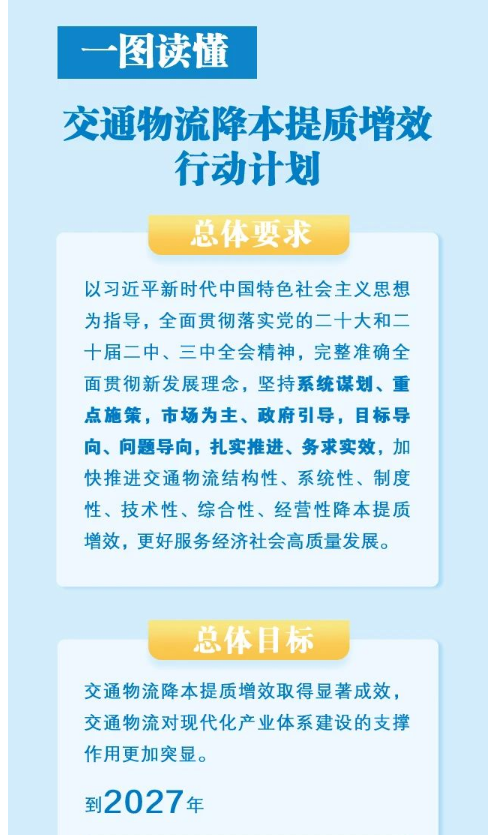 一图读懂
交通物流降本提质增效
行动计划
总体要求
以习近平新时代中国特色社会主义思想
为指导，全面贯彻落实党的二十大和二
十届二中、三中全会精神，完整准确全
面贯彻新发展理念，坚持系统谋划、重
点施策，市场为主、政府引导，目标导
向、问题导向，扎实推进、务求实效，加
快推进交通物流结构性、系统性、制度
性、技术性、综合性、经营性降本提质
增效，更好服务经济社会高质量发展。
总体目标
交通物流降本提质增效取得显著成效，
交通物流对现代化产业体系建设的支撑
作用更加突显。
到2027年